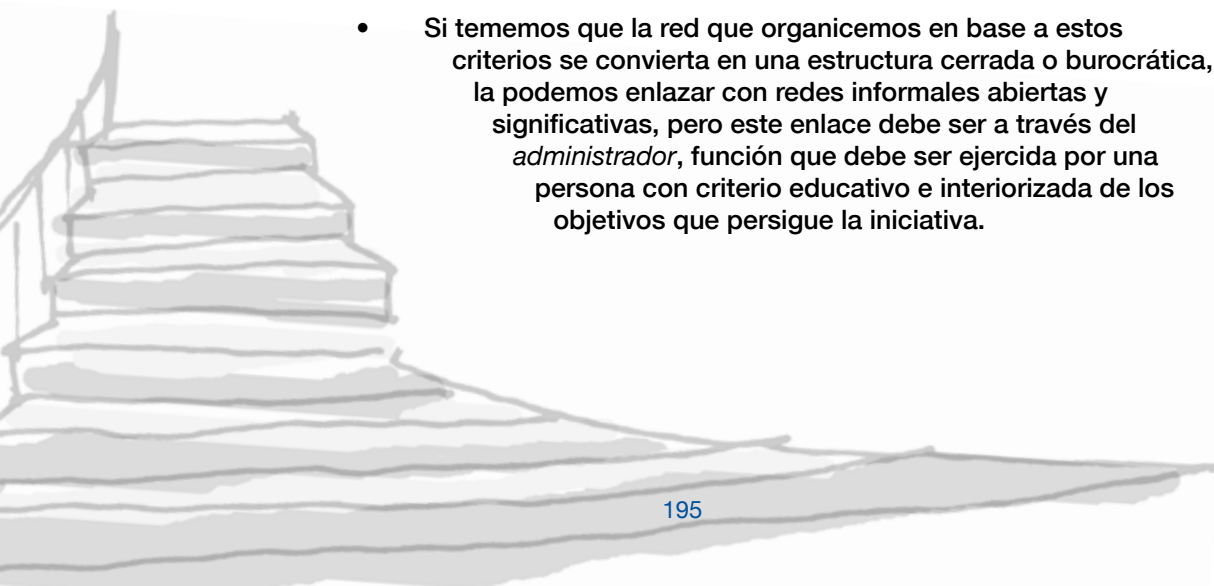 • Si tememos que la red que organicemos en base a estos
criterios se convierta en una estructura cerrada o burocrática,
la podemos enlazar con redes informales abiertas y
significativas, pero este enlace debe ser a través del
administrador, función que debe ser ejercida por una
persona con criterio educativo e interiorizada de los
objetivos que persigue la iniciativa.
195